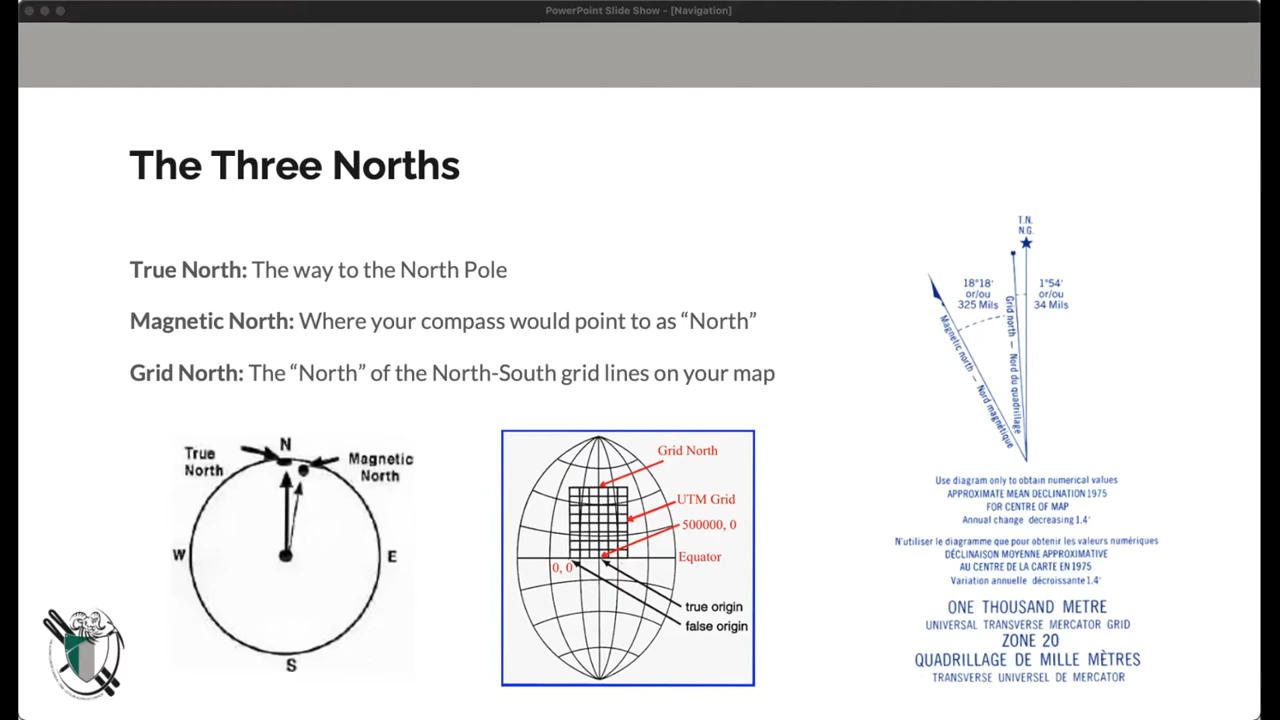 PowerPoint Slide Show - [Navigation]
The Three Norths
True North: The way to the North Pole
Magnetic North: Where your compass would point to as “North”
Grid North: The “North” of the North-South grid lines on your map
True
North
N
Magnetic
North
W
E
S
Grid North
UTM Grid
500000, 0
Equator
0, 0
true origin
false origin
T.N.
N.G.
18°18'
or/ou
325 Mils
1°54'
or/ou
34 Mils
Magnetic north — Nord magnétique
Grid north — Nord du quadrillage
Use diagram only to obtain numerical values
APPROXIMATE MEAN DECLINATION 1975
FOR CENTRE OF MAP
Annual change decreasing 1.4'
N'utiliser le diagramme que pour obtenir les valeurs numériques
DÉCLINAISON MOYENNE APPROXIMATIVE
AU CENTRE DE LA CARTE EN 1975
Variation annuelle décroissante 1.4'
ONE THOUSAND METRE
UNIVERSAL TRANSVERSE MERCATOR GRID
ZONE 20
QUADRILLAGE DE MILLE MÈTRES
TRANSVERSE UNIVERSEL DE MERCATOR